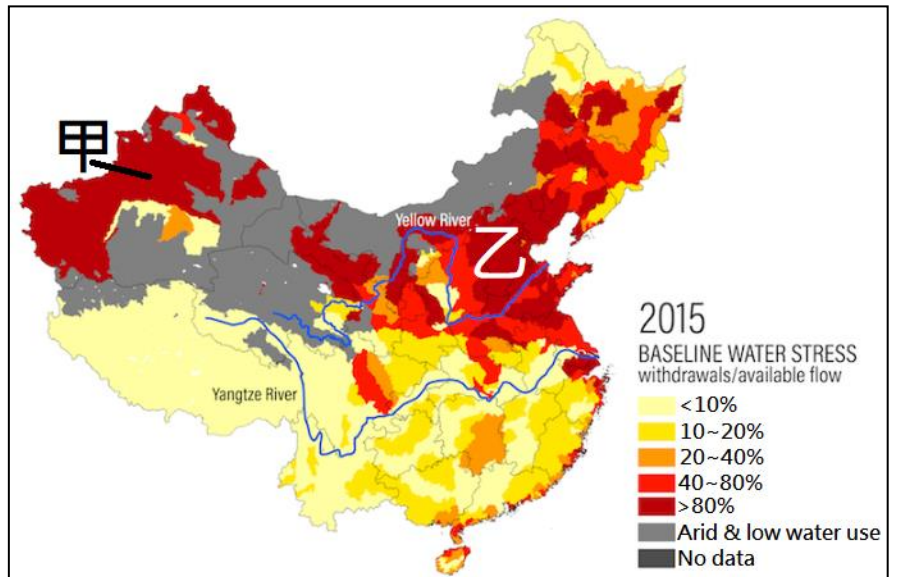 甲
Yellow River
乙
Yangtze River
2015
BASELINE WATER STRESS
withdrawals/available flow
<10%
10~20%
20~40%
40~80%
>80%
Arid & low water use
No data